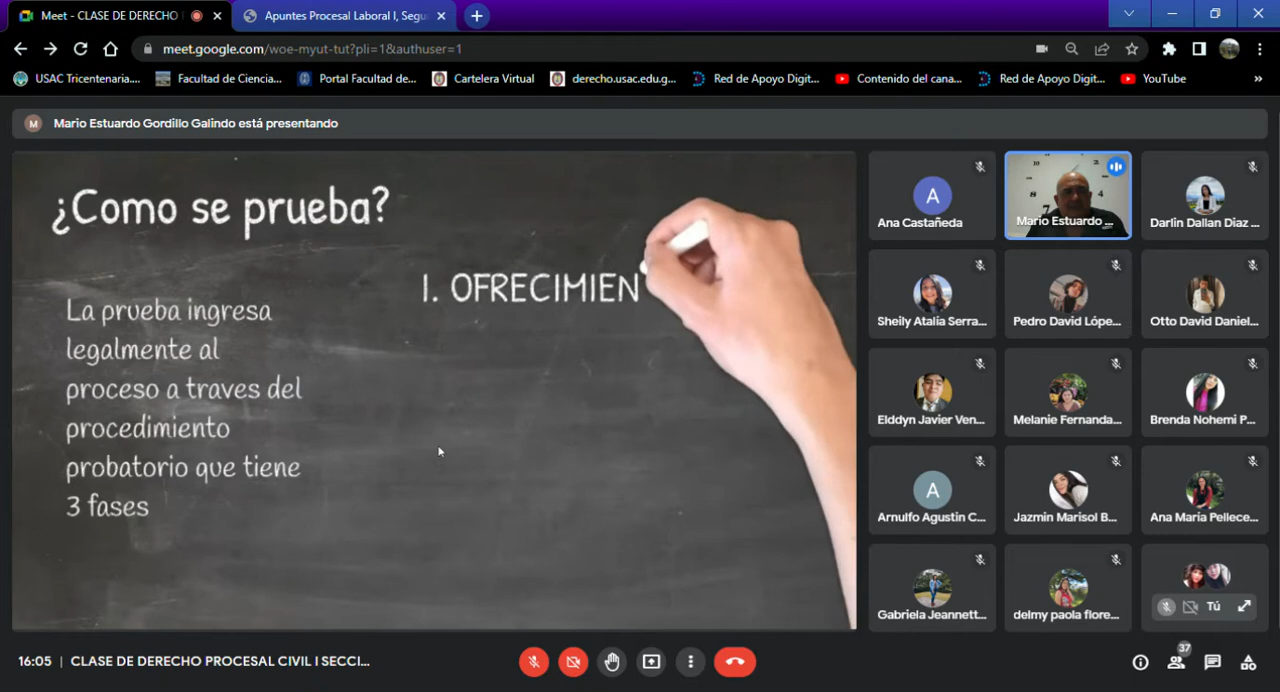 Meet - CLASE DE DERECHO
Apuntes Procesal Laboral I, Segu
meet.google.com/woe-myut-tut?pli=1&authuser=1
USAC Tricentenaria....
Facultad de Ciencia...
Portal Facultad de...
Cartelera Virtual
derecho.usac.edu.g...
Red de Apoyo Digit...
Contenido del cana...
Red de Apoyo Digit...
YouTube
»
M
Mario Estuardo Gordillo Galindo está presentando
¿Como se prueba?
La prueba ingresa
legalmente al
proceso a traves del
procedimiento
probatorio que tiene
3 fases
I. OFRECIMIEN
A
Ana Castañeda
Mario Estuardo ...
Darlin Dallan Diaz ...
Sheily Atalía Serra...
Pedro David Lópe...
Otto David Daniel...
Elddyn Javier Ven...
Melanie Fernanda...
Brenda Nohemi P...
A
Arnulfo Agustin C...
Jazmin Marisol B...
Ana María Pellece...
Gabriela Jeannett...
delmy paola flore...
Tú
16:05 | CLASE DE DERECHO PROCESAL CIVIL I SECCI...
37